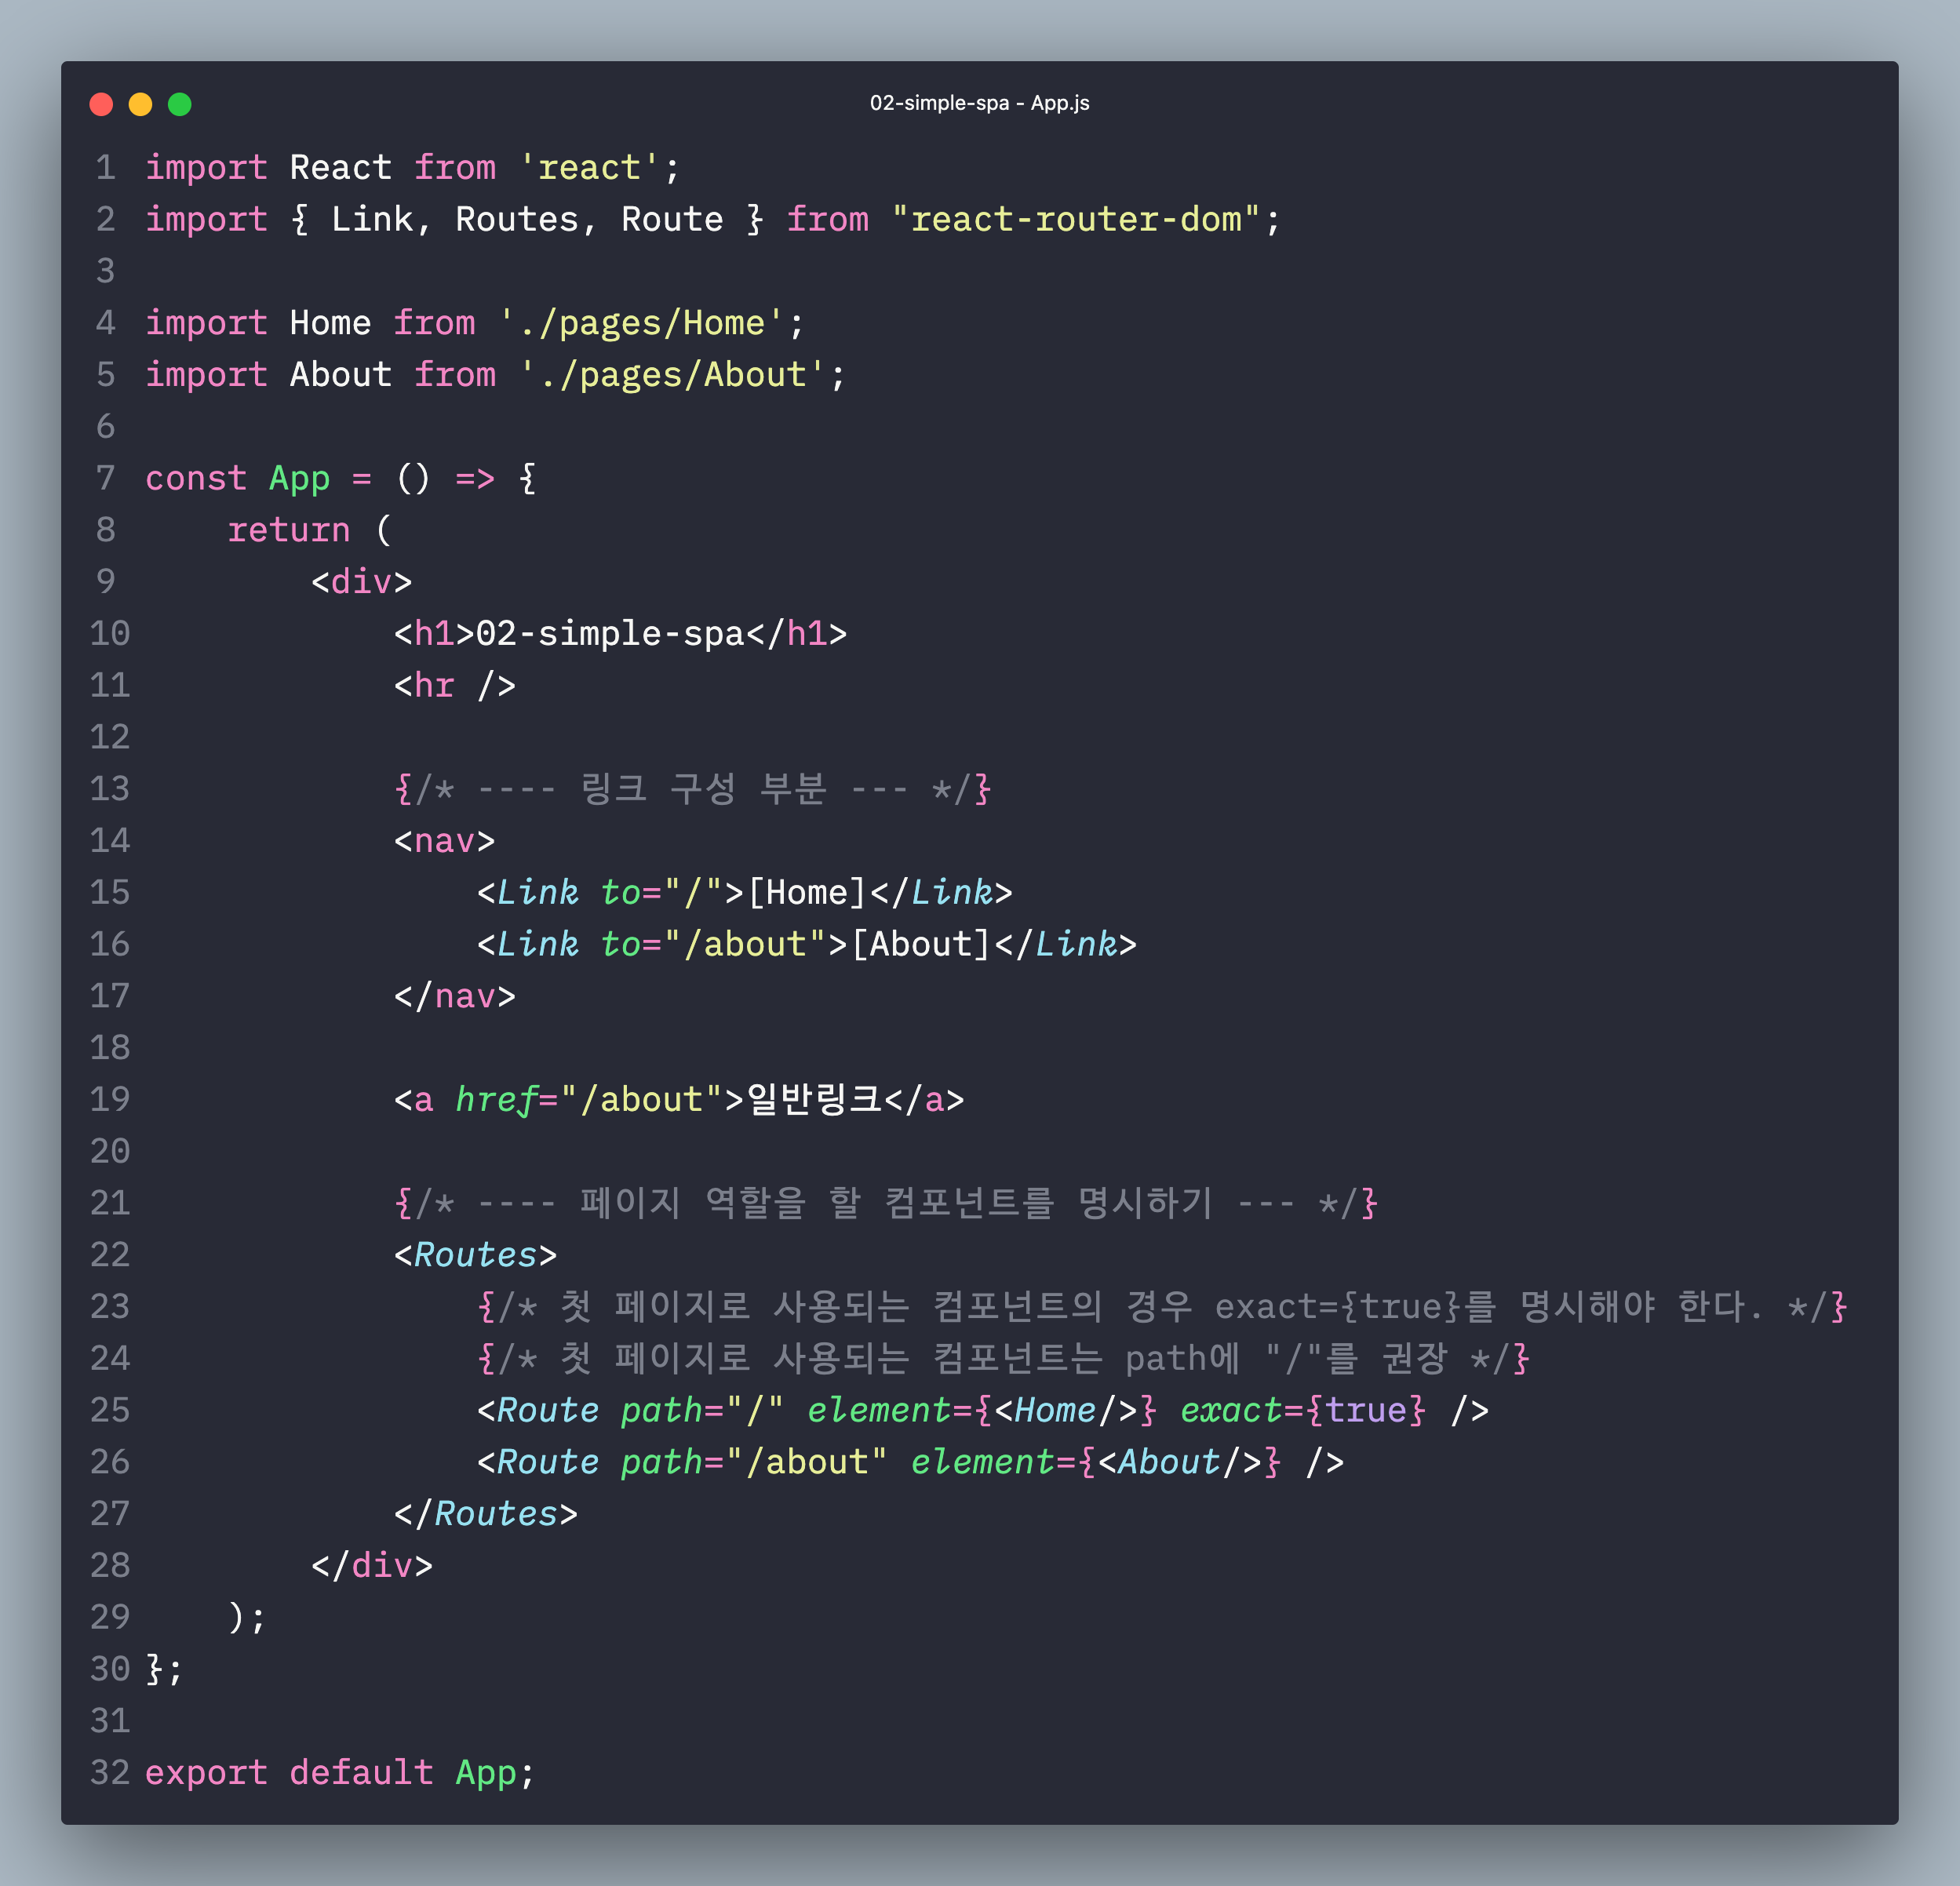 02-simple-spa - App.js
1 import React from 'react';
2 import { Link, Routes, Route } from "react-router-dom";
3
4 import Home from './pages/Home';
5 import About from './pages/About';
6
7 const App = () => {
8     return (
9         <div>
10             <h1>02-simple-spa</h1>
11             <hr />
12
13             {/* ---- 링크 구성 부분 --- */}
14             <nav>
15                 <Link to="/">[Home]</Link>
16                 <Link to="/about">[About]</Link>
17             </nav>
18
19             <a href="/about">일반링크</a>
20
21             {/* ---- 페이지 역할을 할 컴포넌트를 명시하기 --- */}
22             <Routes>
23                 {/* 첫 페이지로 사용되는 컴포넌트의 경우 exact={true}를 명시해야 한다. */}
24                 {/* 첫 페이지로 사용되는 컴포넌트는 path에 "/"를 권장 */}
25                 <Route path="/" element={<Home/>} exact={true} />
26                 <Route path="/about" element={<About/>} />
27             </Routes>
28         </div>
29     );
30 };
31
32 export default App;